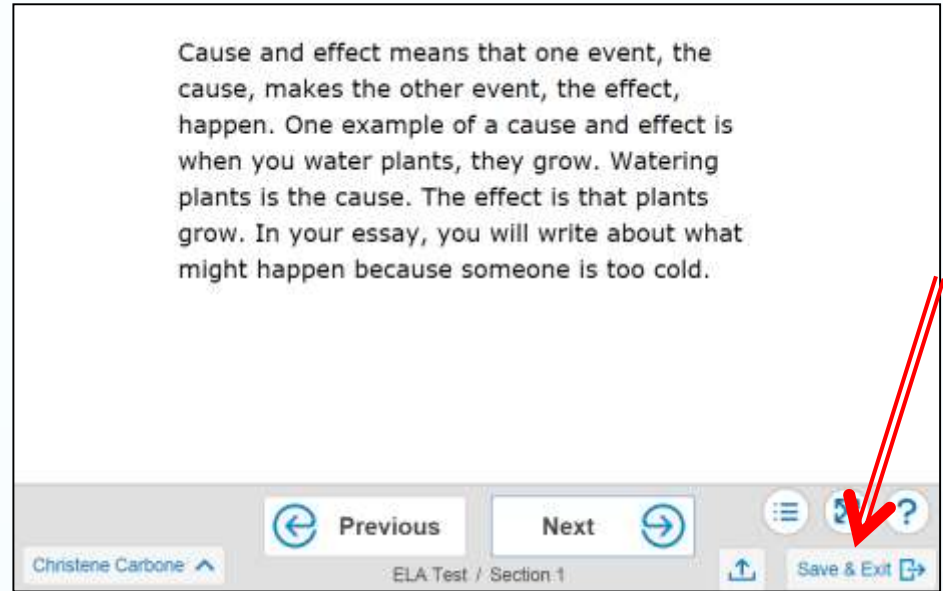 Cause and effect means that one event, the
cause, makes the other event, the effect,
happen. One example of a cause and effect is
when you water plants, they grow. Watering
plants is the cause. The effect is that plants
grow. In your essay, you will write about what
might happen because someone is too cold.
Previous
Next
?
Christene Carbone
ELA Test / Section 1
Save & Exit